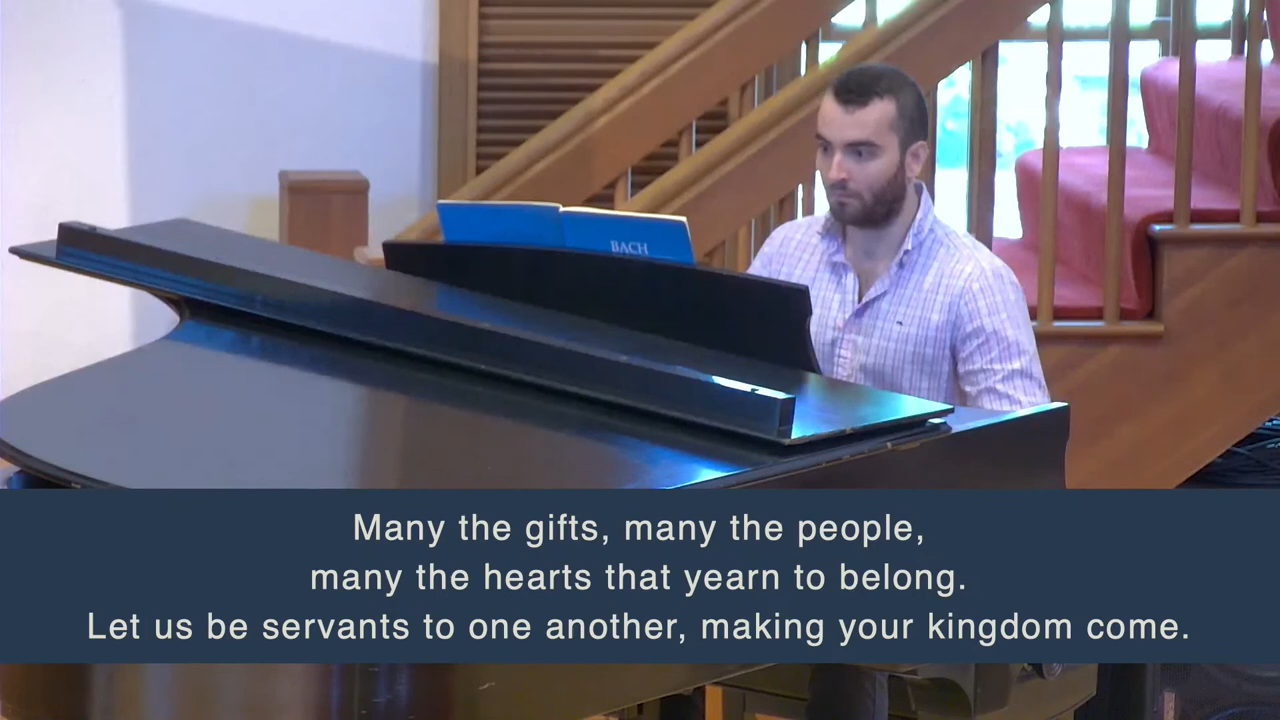 BACH
Many the gifts, many the people,
many the hearts that yearn to belong.
Let us be servants to one another, making your kingdom come.